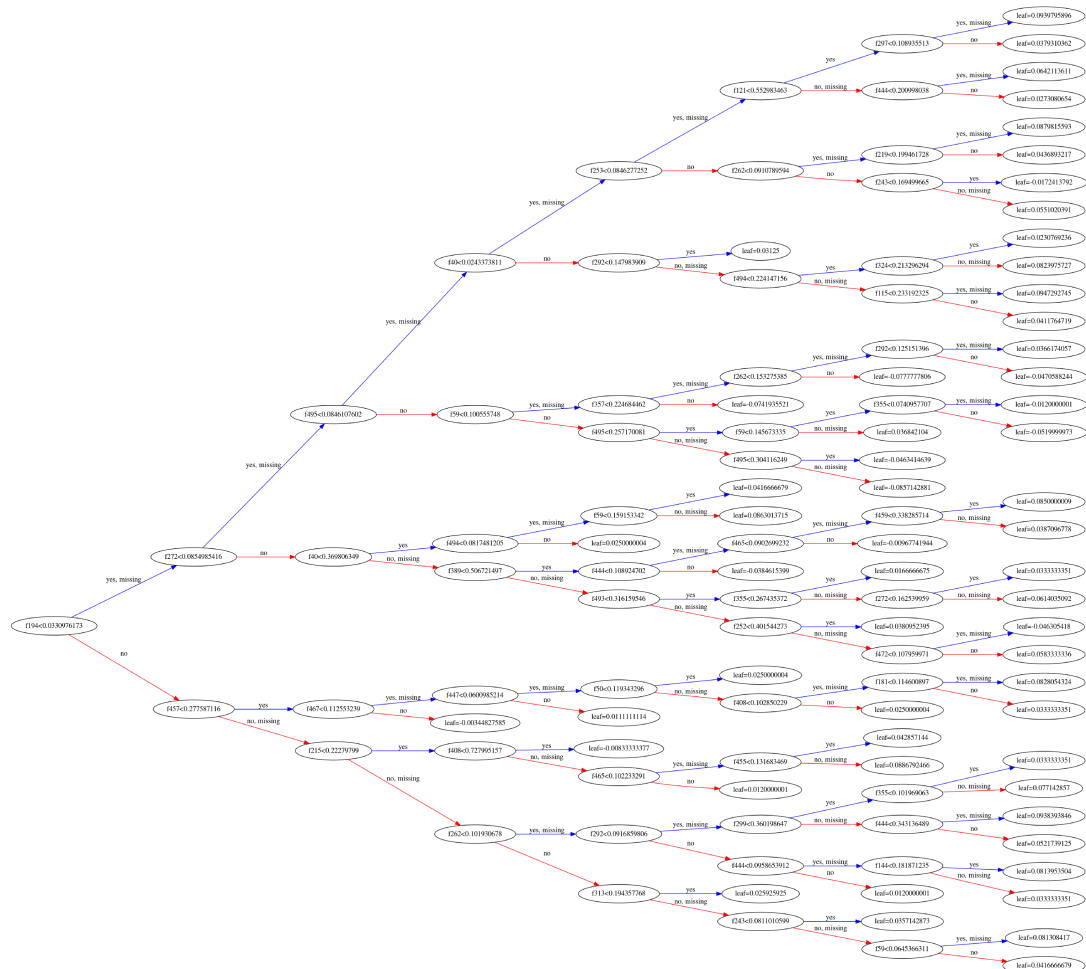 leaf=0.0939795896
yes, missing
f297<0.108935513
no
leaf=0.0379310362
yes
leaf=0.0642113611
yes, missing
f121<0.552983463
no, missing
f444<0.200998038
no
leaf=0.0273080654
yes, missing
leaf=0.0879815593
yes, missing
f219<0.199461728
yes, missing
no
leaf=0.0436893217
f253<0.0846277252
no
f262<0.0910789594
no
f243<0.169499665
yes
leaf=-0.0172413792
no, missing
leaf=0.0551020391
yes, missing
leaf=0.0230769236
yes
f40<0.0243373811
no
f292<0.147983909
yes
leaf=0.03125
no, missing
f494<0.224147156
yes
f324<0.213296294
no, missing
leaf=0.0823975727
no, missing
f115<0.233192325
yes, missing
leaf=0.0947292745
no
leaf=0.0411764719
yes, missing
f292<0.125151396
yes, missing
leaf=0.0366174057
yes, missing
no
f262<0.153275385
no
leaf=-0.0777777806
leaf=-0.0470588244
yes, missing
f495<0.0846107602
no
f59<0.100555748
yes, missing
f357<0.224684462
no
leaf=-0.0741935521
f355<0.0740957707
yes, missing
leaf=-0.0120000001
no
yes
no
f495<0.257170081
yes
f59<0.145673335
no, missing
leaf=0.036842104
leaf=-0.0519999973
no, missing
f495<0.304116249
yes
leaf=-0.0463414639
no, missing
leaf=-0.0857142881
yes, missing
leaf=0.0416666679
yes
f59<0.159153342
no, missing
leaf=0.0863013715
yes, missing
f459<0.338285714
yes
leaf=0.0850000009
no, missing
leaf=0.0387096778
f494<0.0817481205
no
leaf=0.0250000004
yes, missing
f465<0.0902699232
no
leaf=-0.00967741944
yes
f272<0.0854985416
no
f40<0.369806349
no, missing
f389<0.506721497
yes
f444<0.108924702
no
leaf=-0.0384615399
leaf=0.0166666675
leaf=0.0333333351
yes
yes
no, missing
f493<0.316159546
yes
f355<0.267435372
no, missing
f272<0.162539959
no, missing
leaf=0.0614035092
yes, missing
f194<0.0330976173
no, missing
f252<0.401544273
yes
leaf=0.0380952395
no, missing
f472<0.107959971
yes, missing
leaf=-0.046305418
no
leaf=0.0583333336
no
leaf=0.0250000004
yes
f181<0.114600897
yes, missing
leaf=0.0828054324
f447<0.0600985214
yes, missing
f50<0.119343296
no, missing
yes, missing
no
yes, missing
f457<0.277587116
yes
f467<0.112553239
no
leaf=0.0111111114
f408<0.102850229
no
leaf=0.0250000004
leaf=0.0333333351
no
leaf=-0.00344827585
no, missing
leaf=0.042857144
yes
f215<0.22279799
yes
f408<0.727995157
yes
leaf=-0.00833333377
yes, missing
f455<0.131683469
no, missing
leaf=0.0886792466
no, missing
f465<0.102233291
no
leaf=0.0120000001
leaf=0.0333333351
yes
no, missing
f355<0.101969063
no, missing
leaf=0.077142857
yes
f262<0.101930678
yes, missing
f292<0.0916859806
yes, missing
f299<0.360198647
no, missing
f444<0.343136489
yes, missing
leaf=0.0938393846
no
leaf=0.0521739125
no
no
f444<0.0958653912
yes, missing
f144<0.181871235
yes
leaf=0.0813953504
no
leaf=0.0120000001
no, missing
leaf=0.0333333351
f313<0.194357768
yes
leaf=0.025925925
no, missing
f243<0.0811010599
yes
leaf=0.0357142873
no, missing
f59<0.0645366311
yes, missing
leaf=0.081308417
no
leaf=0.0416666679